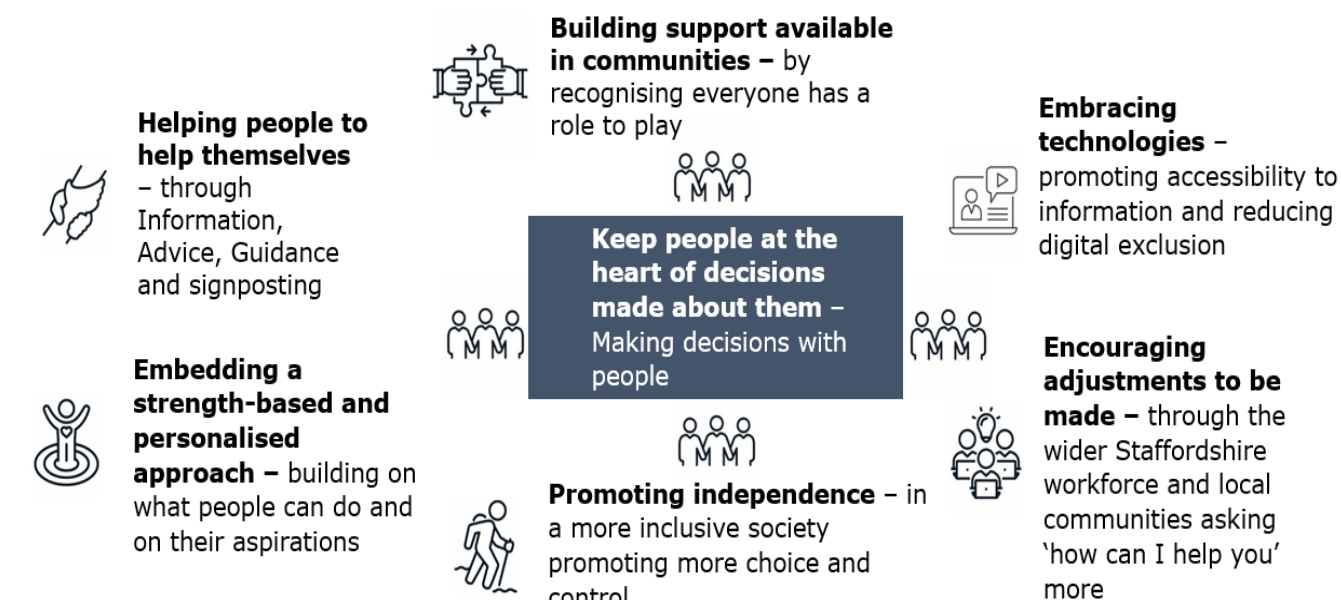 Building support available
in communities – by
recognising everyone has a
role to play
Helping people to
help themselves
– through
Information,
Advice, Guidance
and signposting
Embracing
technologies –
promoting accessibility to
information and reducing
digital exclusion
Keep people at the
heart of decisions
made about them –
Making decisions with
people
Embedding a
strength-based and
personalised
approach – building on
what people can do and
on their aspirations
Encouraging
adjustments to be
made – through the
wider Staffordshire
workforce and local
communities asking
‘how can I help you’
more
Promoting independence – in
a more inclusive society
promoting more choice and
control